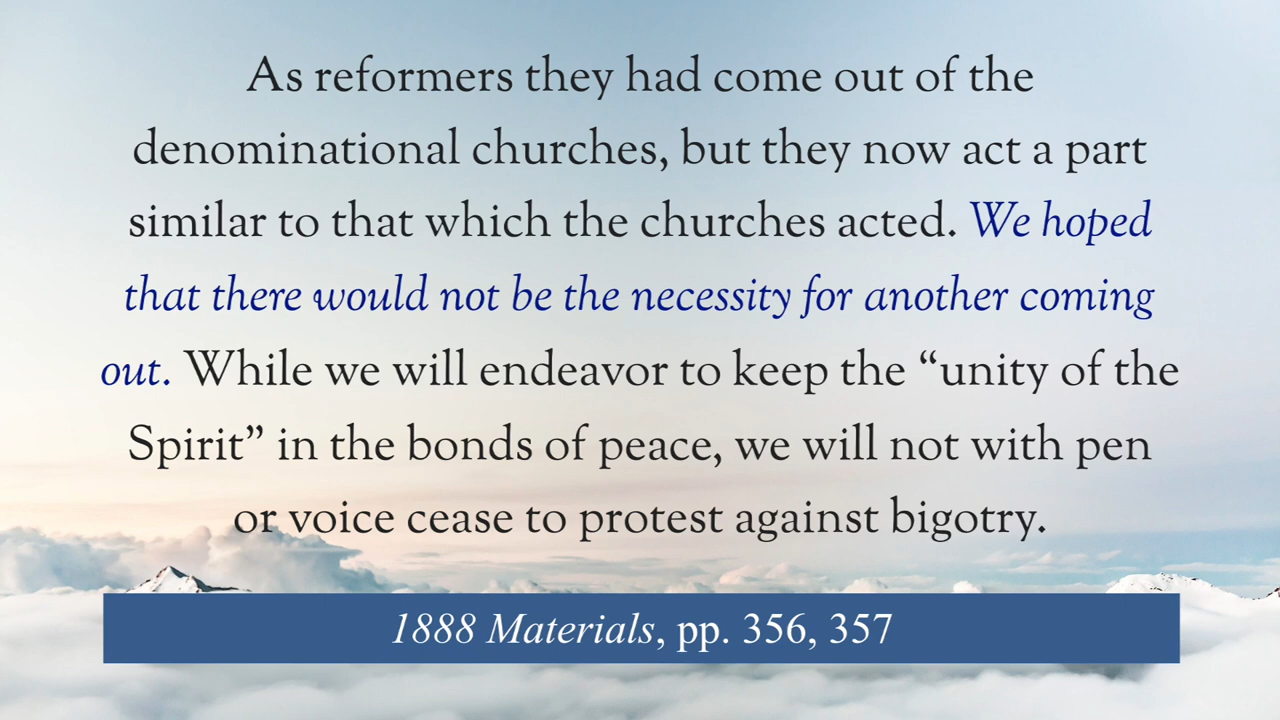 As reformers they had come out of the
denominational churches, but they now act a part
similar to that which the churches acted. We hoped
that there would not be the necessity for another coming
out. While we will endeavor to keep the “unity of the
Spirit” in the bonds of peace, we will not with pen
or voice cease to protest against bigotry.
1888 Materials, pp. 356, 357